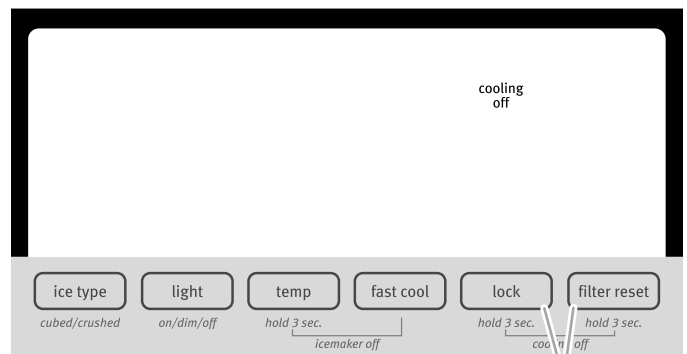 cooling
off
ice type light temp fast cool lock filter reset
cubed/crushed on/dim/off hold 3 sec. hold 3 sec. hold 3 sec.
icemaker off cooling off